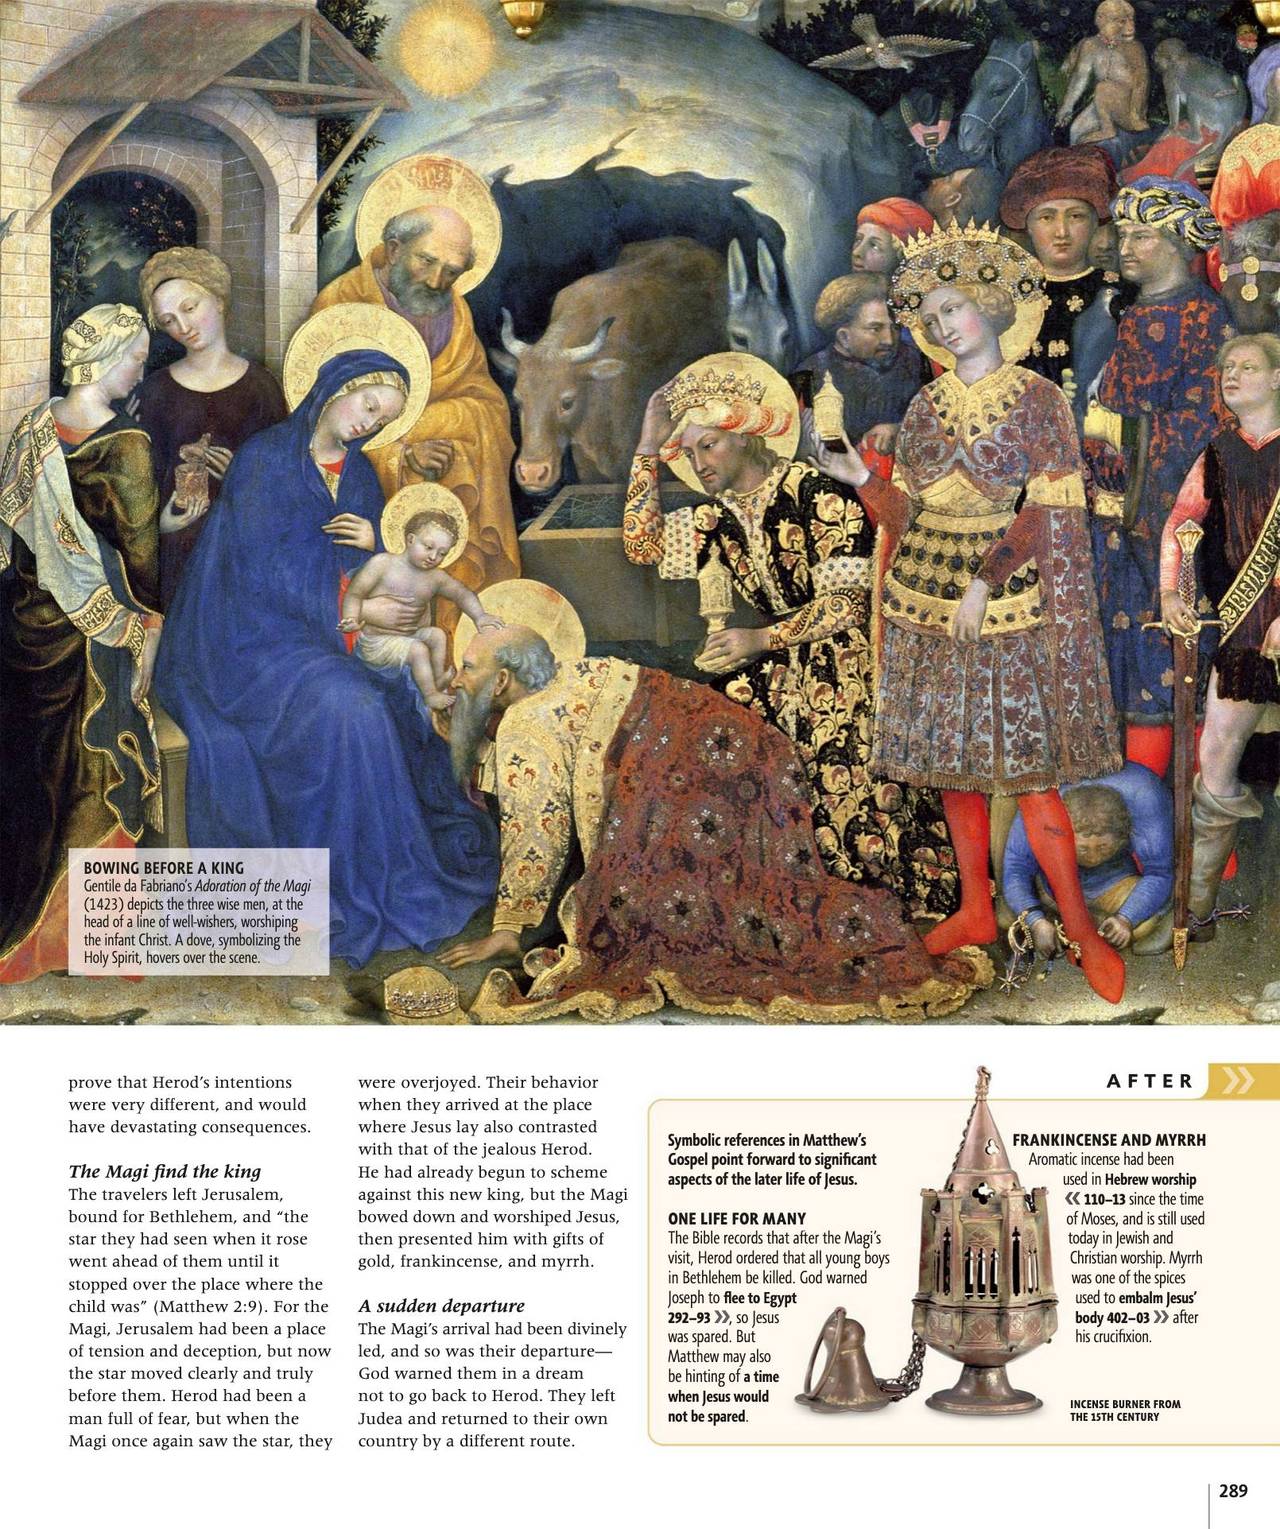 BOWING BEFORE A KING
Gentile da Fabriano's Adoration of the Magi
(1423) depicts the three wise men, at the
head of a line of well-wishers, worshiping
the infant Christ. A dove, symbolizing the
Holy Spirit, hovers over the scene.
prove that Herod's intentions
were very different, and would
have devastating consequences.
The Magi find the king
The travelers left Jerusalem,
bound for Bethlehem, and “the
star they had seen when it rose
went ahead of them until it
stopped over the place where the
child was” (Matthew 2:9). For the
Magi, Jerusalem had been a place
of tension and deception, but now
the star moved clearly and truly
before them. Herod had been a
man full of fear, but when the
Magi once again saw the star, they
were overjoyed. Their behavior
when they arrived at the place
where Jesus lay also contrasted
with that of the jealous Herod.
He had already begun to scheme
against this new king, but the Magi
bowed down and worshiped Jesus,
then presented him with gifts of
gold, frankincense, and myrrh.
A sudden departure
The Magi's arrival had been divinely
led, and so was their departure—
God warned them in a dream
not to go back to Herod. They left
Judea and returned to their own
country by a different route.
AFTER »
Symbolic references in Matthew's
Gospel point forward to significant
aspects of the later life of Jesus.
ONE LIFE FOR MANY
The Bible records that after the Magi's
visit, Herod ordered that all young boys
in Bethlehem be killed. God warned
Joseph to flee to Egypt
292–93 », so Jesus
was spared. But
Matthew may also
be hinting of a time
when Jesus would
not be spared.
FRANKINCENSE AND MYRRH
Aromatic incense had been
used in Hebrew worship
« 110–13 since the time
of Moses, and is still used
today in Jewish and
Christian worship. Myrrh
was one of the spices
used to embalm Jesus'
body 402–03 » after
his crucifixion.
INCENSE BURNER FROM
THE 15TH CENTURY
289